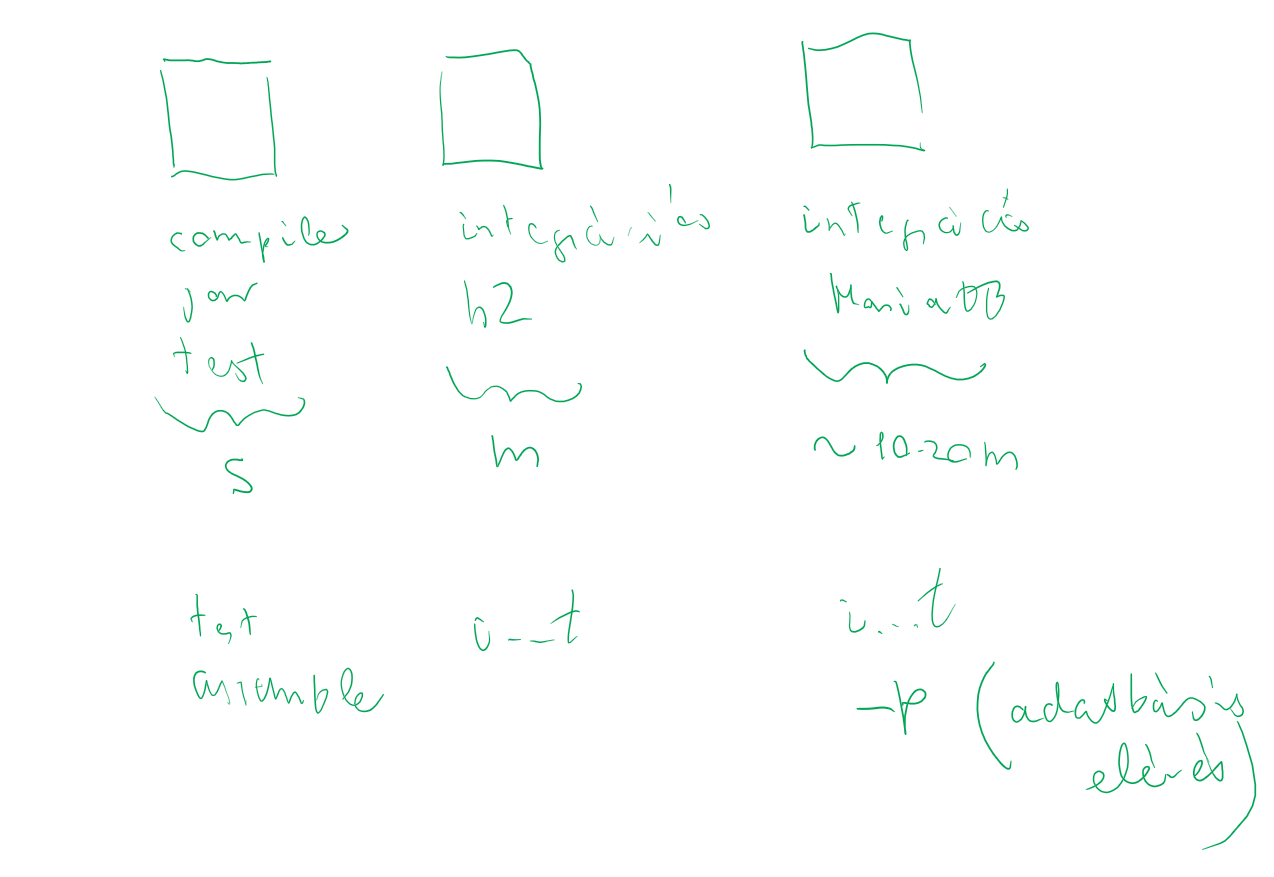 compile
jar
test
s
integrációs
h2
m
integrációs
MariaDB
~ 10-20m
test
assemble
i---t
i...t
-p (adatbázis
elérés)